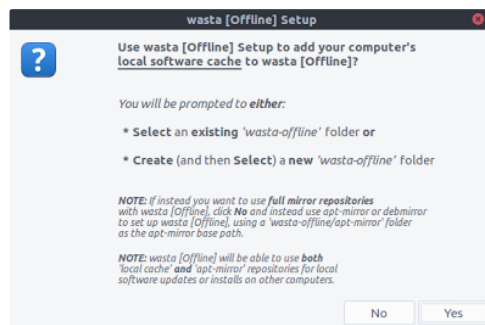 wasta [Offline] Setup
Use wasta [Offline] Setup to add your computer's
local software cache to wasta [Offline]?
You will be prompted to either:
* Select an existing 'wasta-offline' folder or
* Create (and then Select) a new 'wasta-offline' folder
NOTE: If instead you want to use full mirror repositories
with wasta [Offline], click No and instead use apt-mirror or debmirror
to set up wasta [Offline], using a 'wasta-offline/apt-mirror' folder
as the apt-mirror base path.
NOTE: wasta [Offline] will be able to use both
'local cache' and 'apt-mirror' repositories for local
software updates or installs on other computers.
No Yes